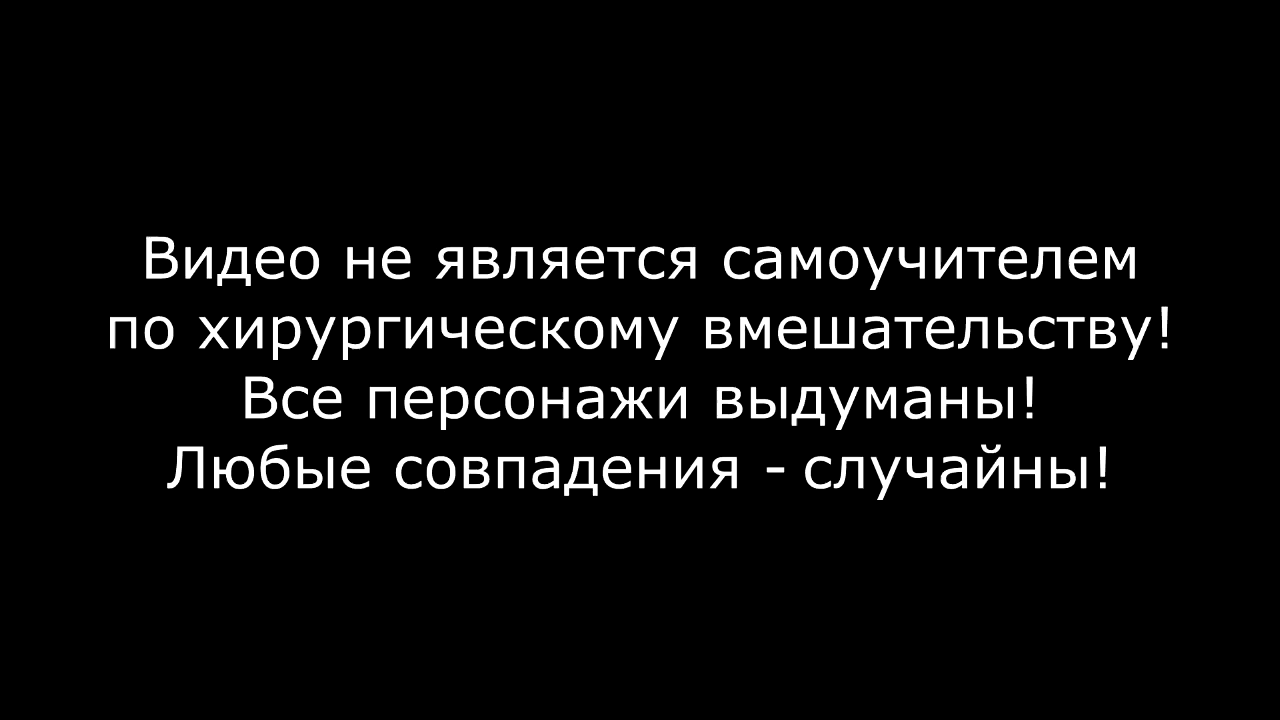 Видео не является самоучителем
по хирургическому вмешательству!
Все персонажи выдуманы!
Любые совпадения - случайны!